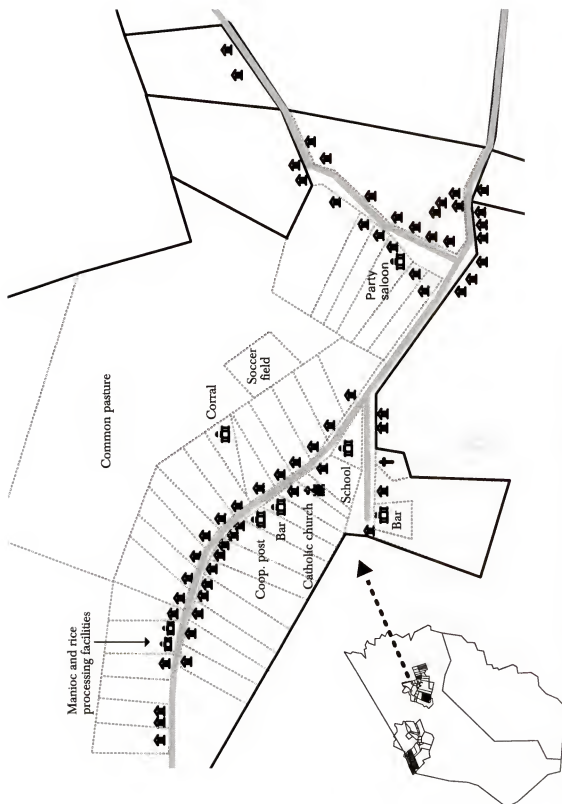 Manioc and rice
processing facilities
Common pasture
Corral
Soccer
field
Party
saloon
Coop. post
Bar
Catholic church
School
Bar